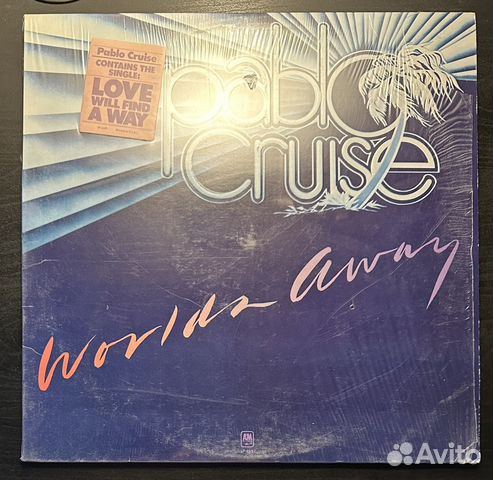 Pablo Cruise
CONTAINS THE
SINGLE:
LOVE
WILL FIND
A WAY
pablo
cruise
Worlds Away
A&M
Avito